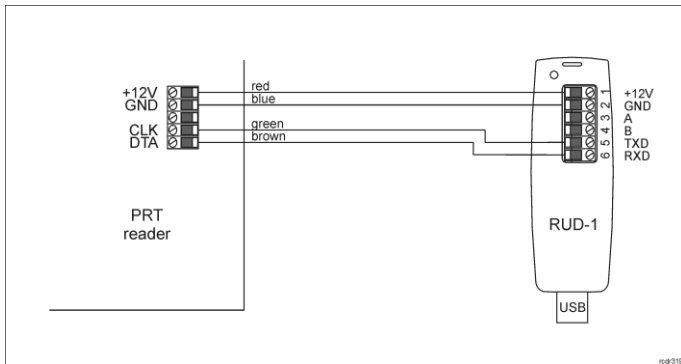 +12V
GND
CLK
DTA
PRT
reader
red
blue
green
brown
1
2
3
4
5
6
+12V
GND
A
B
TXD
RXD
RUD-1
USB